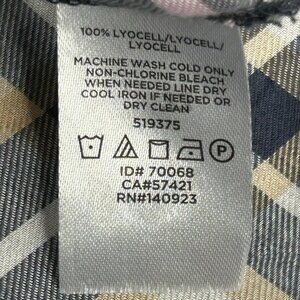 100% LYOCELL/LYOCELL/
LYOCELL
MACHINE WASH COLD ONLY
NON-CHLORINE BLEACH
WHEN NEEDED LINE DRY
COOL IRON IF NEEDED OR
DRY CLEAN
519375
P
ID# 70068
CA#57421
RN#140923